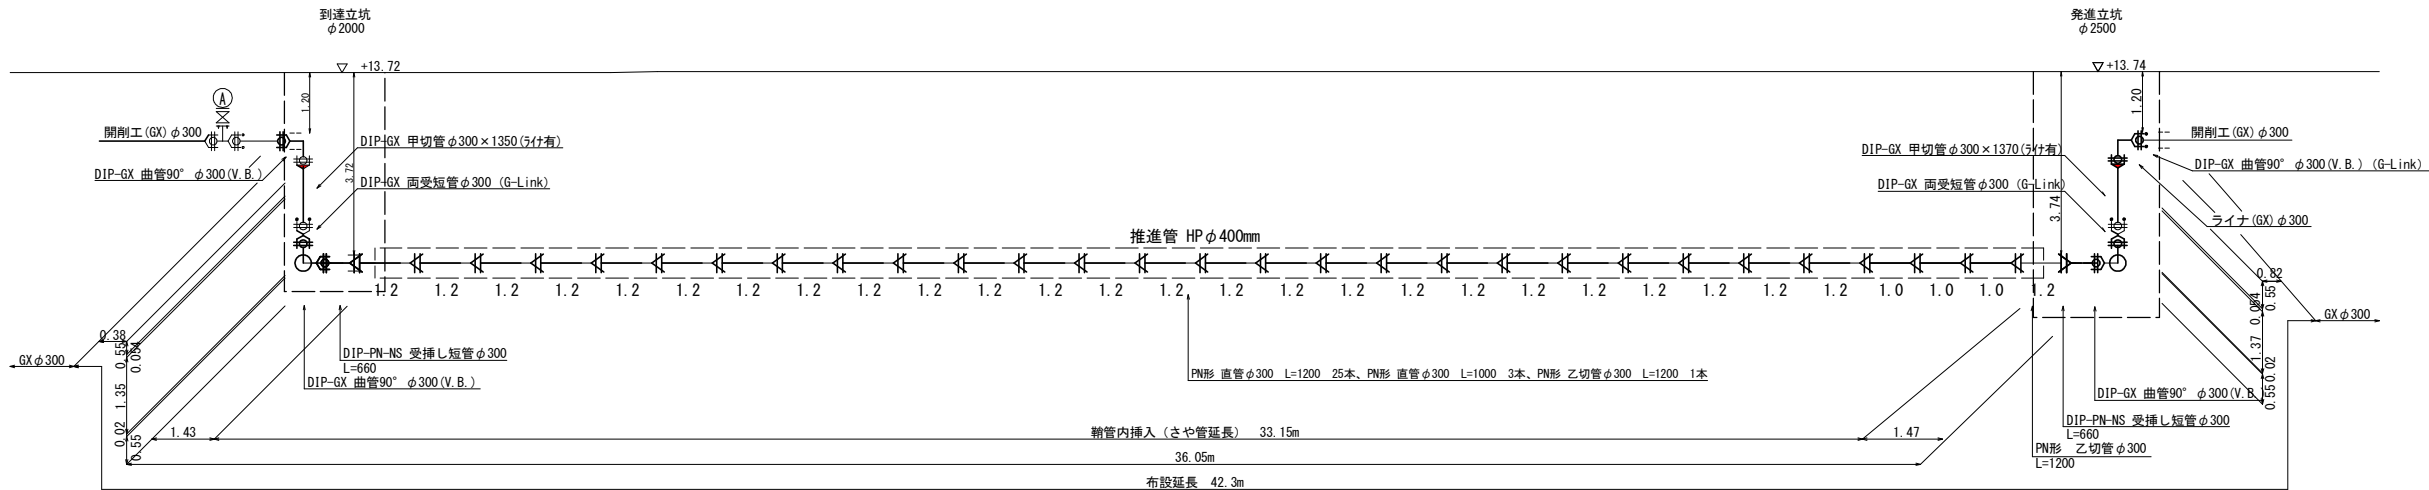 到達立坑
φ2000
発進立坑
φ2500
+13.72
+13.74
A
1.20
1.20
開削工(GX)φ300
開削工(GX)φ300
DIP-GX 甲切管φ300×1350(ﾗｲﾅ有)
DIP-GX 甲切管φ300×1370(ﾗｲﾅ有)
3.72
3.74
DIP-GX 曲管90° φ300(V.B.)
DIP-GX 曲管90° φ300(V.B.) (G-Link)
DIP-GX 両受短管φ300 (G-Link)
DIP-GX 両受短管φ300 (G-Link)
ライナ(GX)φ300
推進管 HPφ400mm
1.2 1.2 1.2 1.2 1.2 1.2 1.2 1.2 1.2 1.2 1.2 1.2 1.2 1.2 1.2 1.2 1.2 1.2 1.2 1.2 1.2 1.2 1.2 1.2 1.2 1.0 1.0 1.0 1.2
0.82
0.55
0.054
1.37
0.02
0.55
GXφ300
0.38
0.55
0.054
1.35
0.02
0.55
GXφ300
DIP-PN-NS 受挿し短管φ300
L=660
DIP-GX 曲管90° φ300(V.B.)
PN形 直管φ300 L=1200 25本、PN形 直管φ300 L=1000 3本、PN形 乙切管φ300 L=1200 1本
DIP-GX 曲管90° φ300(V.B
DIP-PN-NS 受挿し短管φ300
L=660
PN形 乙切管φ300
L=1200
1.43
鞘管内挿入（さや管延長） 33.15m
1.47
36.05m
布設延長 42.3m